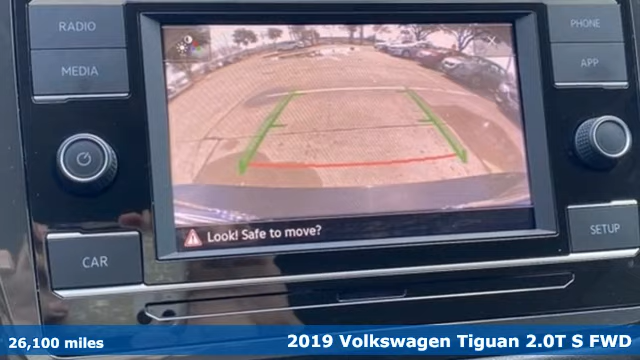 RADIO
PHONE
MEDIA
APP
Look! Safe to move?
SETUP
CAR
26,100 miles
2019 Volkswagen Tiguan 2.0T S FWD